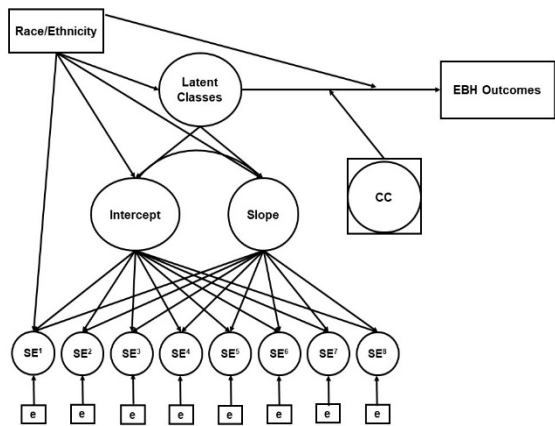 Race/Ethnicity
Latent
Classes
EBH Outcomes
CC
Intercept
Slope
SE¹
SE²
SE³
SE⁴
SE⁵
SE⁶
SE⁷
SE⁸
e
e
e
e
e
e
e
e